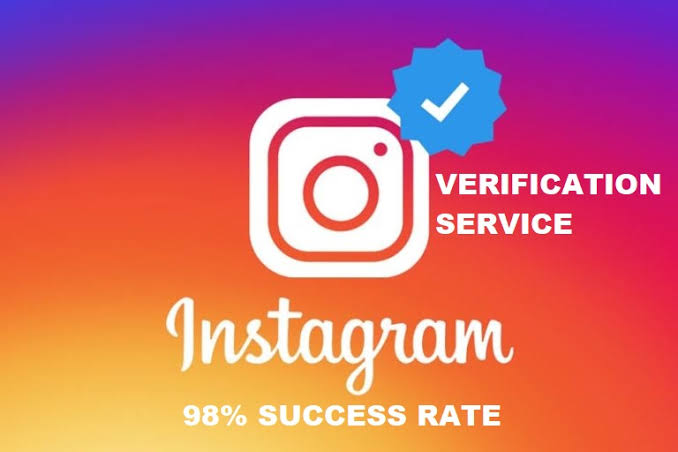 VERIFICATION
SERVICE
Instagram
98% SUCCESS RATE